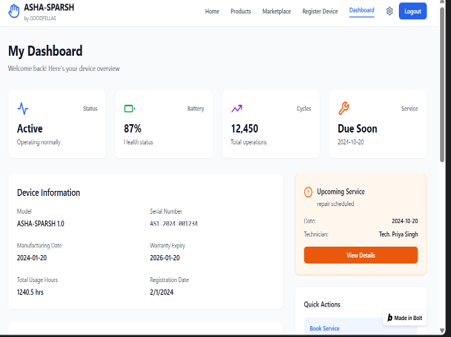 ASHA-SPARSH
by GOODFELLAS
Home Products Marketplace Register Device Dashboard Logout
My Dashboard
Welcome back! Here's your device overview
Status
Active
Operating normally
Battery
87%
Health status
Cycles
12,450
Total operations
Service
Due Soon
2024-10-20
Device Information
Model
ASHA-SPARSH 1.0
Serial Number
AS1-2024-001234
Manufacturing Date
2024-01-20
Warranty Expiry
2026-01-20
Total Usage Hours
1240.5 hrs
Registration Date
2/1/2024
Upcoming Service
repair scheduled
Date: 2024-10-20
Technician: Tech. Priya Singh
View Details
Quick Actions
Book Service
b Made in Bolt